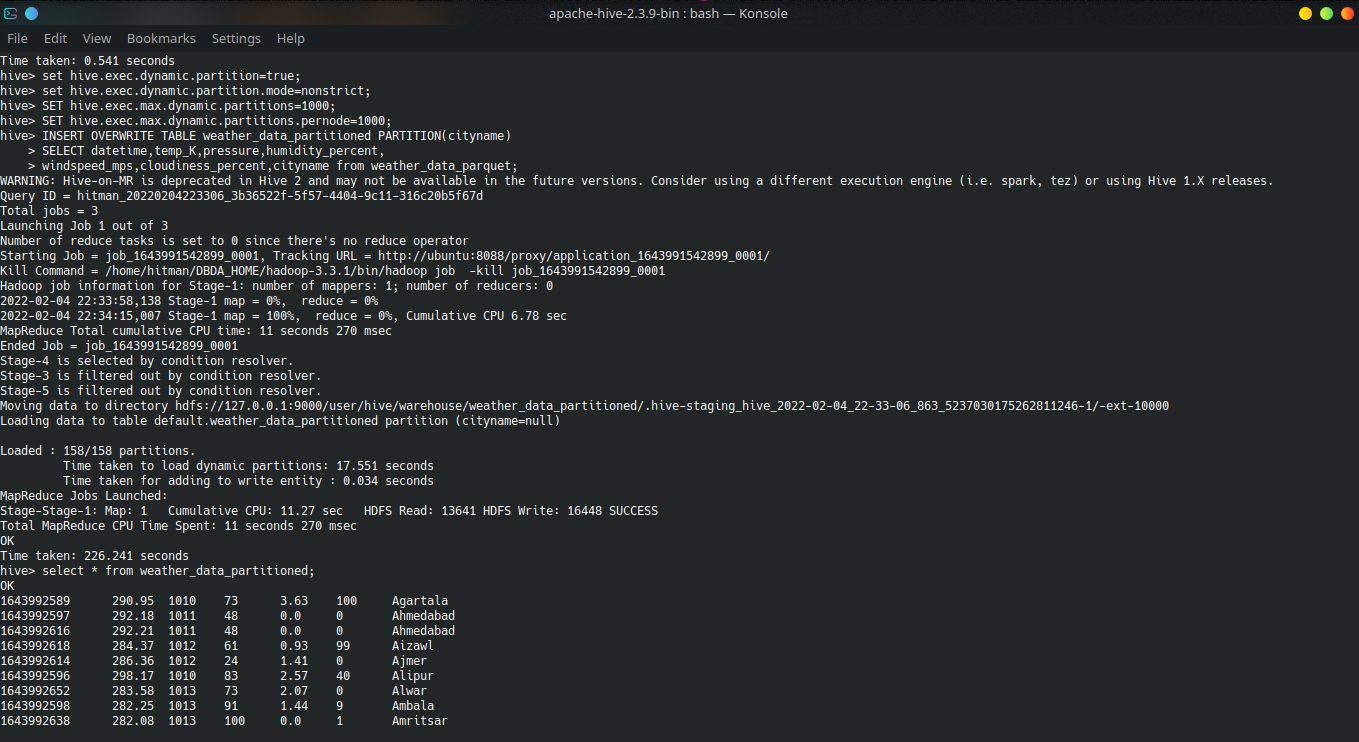 apache-hive-2.3.9-bin : bash — Konsole
File Edit View Bookmarks Settings Help
Time taken: 0.541 seconds
hive> set hive.exec.dynamic.partition=true;
hive> set hive.exec.dynamic.partition.mode=nonstrict;
hive> SET hive.exec.max.dynamic.partitions=1000;
hive> SET hive.exec.max.dynamic.partitions.pernode=1000;
hive> INSERT OVERWRITE TABLE weather_data_partitioned PARTITION(cityname)
    > SELECT datetime,temp_K,pressure,humidity_percent,
    > windspeed_mps,cloudiness_percent,cityname from weather_data_parquet;
WARNING: Hive-on-MR is deprecated in Hive 2 and may not be available in the future versions. Consider using a different execution engine (i.e. spark, tez) or using Hive 1.X releases.
Query ID = hitman_20220204223306_3b36522f-5f57-4404-9c11-316c20b5f67d
Total jobs = 3
Launching Job 1 out of 3
Number of reduce tasks is set to 0 since there's no reduce operator
Starting Job = job_1643991542899_0001, Tracking URL = http://ubuntu:8088/proxy/application_1643991542899_0001/
Kill Command = /home/hitman/DBDA_HOME/hadoop-3.3.1/bin/hadoop job  -kill job_1643991542899_0001
Hadoop job information for Stage-1: number of mappers: 1; number of reducers: 0
2022-02-04 22:33:58,138 Stage-1 map = 0%,  reduce = 0%
2022-02-04 22:34:15,007 Stage-1 map = 100%,  reduce = 0%, Cumulative CPU 6.78 sec
MapReduce Total cumulative CPU time: 11 seconds 270 msec
Ended Job = job_1643991542899_0001
Stage-4 is selected by condition resolver.
Stage-3 is filtered out by condition resolver.
Stage-5 is filtered out by condition resolver.
Moving data to directory hdfs://127.0.0.1:9000/user/hive/warehouse/weather_data_partitioned/.hive-staging_hive_2022-02-04_22-33-06_863_5237030175262811246-1/-ext-10000
Loading data to table default.weather_data_partitioned partition (cityname=null)
Loaded : 158/158 partitions.
         Time taken to load dynamic partitions: 17.551 seconds
         Time taken for adding to write entity : 0.034 seconds
MapReduce Jobs Launched:
Stage-Stage-1: Map: 1   Cumulative CPU: 11.27 sec   HDFS Read: 13641 HDFS Write: 16448 SUCCESS
Total MapReduce CPU Time Spent: 11 seconds 270 msec
OK
Time taken: 226.241 seconds
hive> select * from weather_data_partitioned;
OK
1643992589      290.95  1010    73      3.63    100     Agartala
1643992597      292.18  1011    48      0.0     0       Ahmedabad
1643992616      292.21  1011    48      0.0     0       Ahmedabad
1643992618      284.37  1012    61      0.93    99      Aizawl
1643992614      286.36  1012    24      1.41    0       Ajmer
1643992596      298.17  1010    83      2.57    40      Alipur
1643992652      283.58  1013    73      2.07    0       Alwar
1643992598      282.25  1013    91      1.44    9       Ambala
1643992638      282.08  1013    100     0.0     1       Amritsar